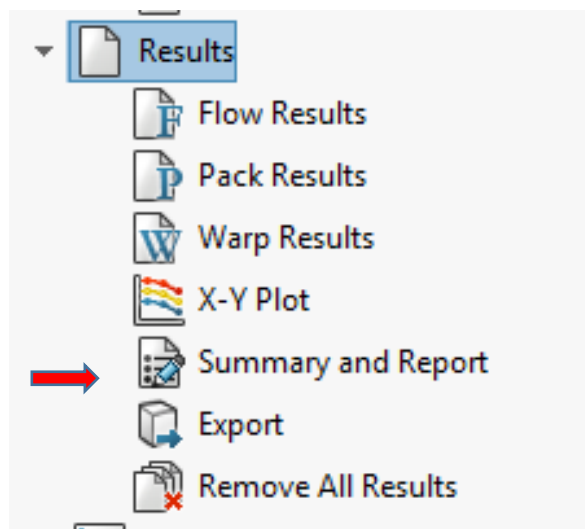 Results
Flow Results
Pack Results
Warp Results
X-Y Plot
Summary and Report
Export
Remove All Results